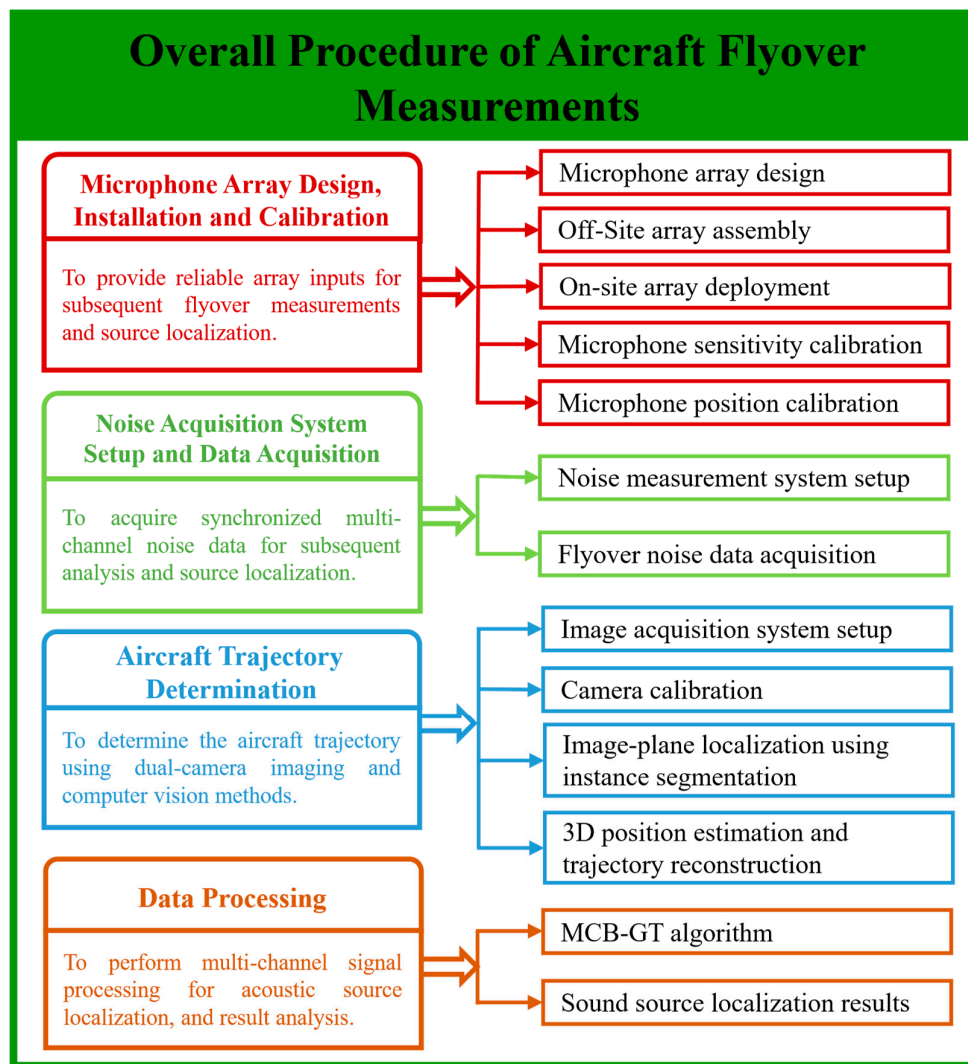 Overall Procedure of Aircraft Flyover
Measurements
Microphone Array Design,
Installation and Calibration
To provide reliable array inputs for
subsequent flyover measurements
and source localization.
Microphone array design
Off-Site array assembly
On-site array deployment
Microphone sensitivity calibration
Microphone position calibration
Noise Acquisition System
Setup and Data Acquisition
To acquire synchronized multi-
channel noise data for subsequent
analysis and source localization.
Noise measurement system setup
Flyover noise data acquisition
Aircraft Trajectory
Determination
To determine the aircraft trajectory
using dual-camera imaging and
computer vision methods.
Image acquisition system setup
Camera calibration
Image-plane localization using
instance segmentation
3D position estimation and
trajectory reconstruction
Data Processing
To perform multi-channel signal
processing for acoustic source
localization, and result analysis.
MCB-GT algorithm
Sound source localization results